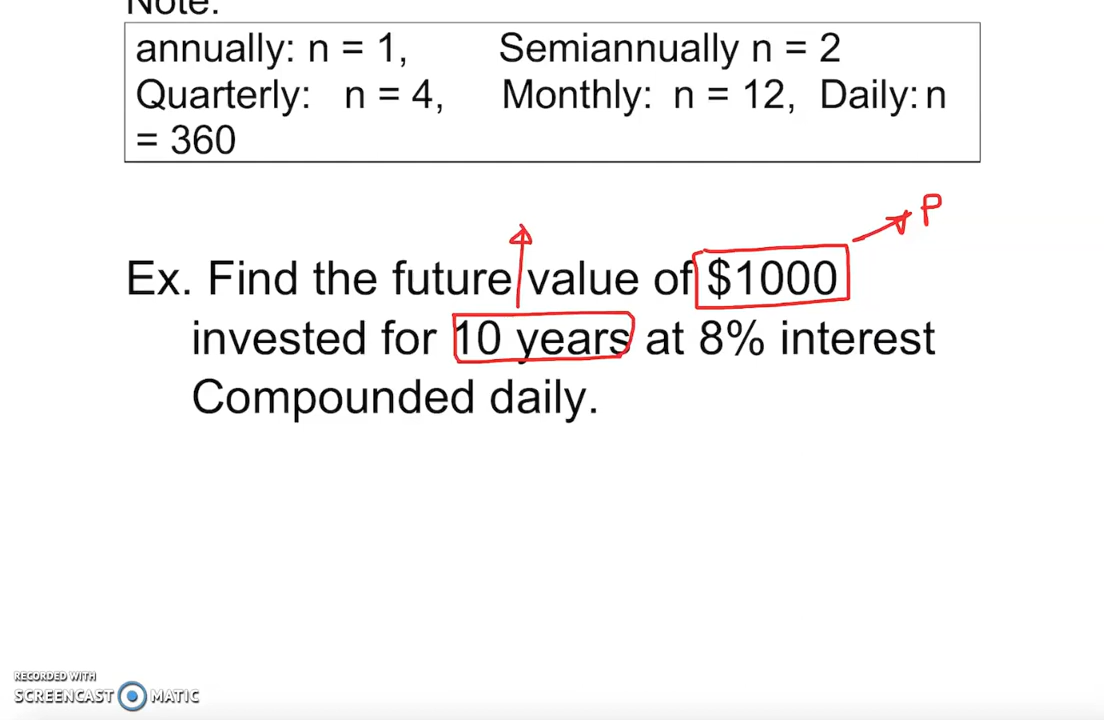 Note:
annually: n = 1, Semiannually n = 2
Quarterly: n = 4, Monthly: n = 12, Daily: n
= 360
P
Ex. Find the future value of $1000
invested for 10 years at 8% interest
Compounded daily.
RECORDED WITH
SCREENCAST MATIC